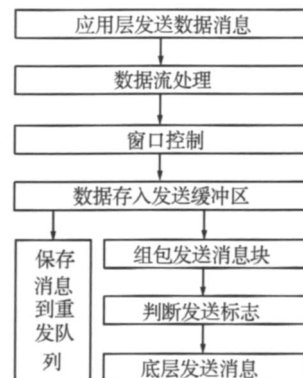 应用层发送数据消息
数据流处理
窗口控制
数据存入发送缓冲区
保存
消息
到重
发队
列
组包发送消息块
判断发送标志
底层发送消息